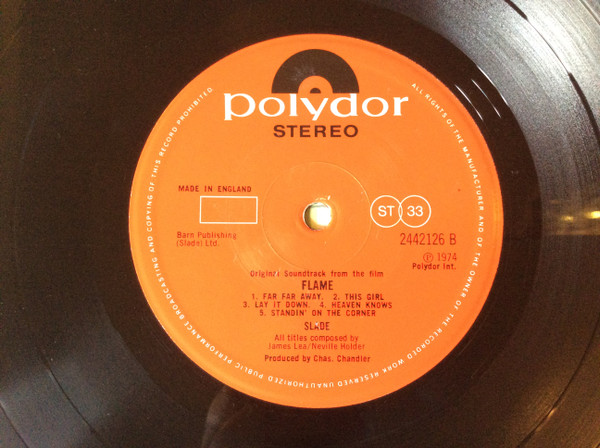 polydor
STEREO
MADE IN ENGLAND
Barn Publishing
(Slade) Ltd.
ST 33
2442126 B
℗ 1974
Polydor Int.
Original Soundtrack from the film
FLAME
1. FAR FAR AWAY. 2. THIS GIRL
3. LAY IT DOWN. 4. HEAVEN KNOWS
5. STANDIN' ON THE CORNER
SLADE
All titles composed by
James Lea/Neville Holder
Produced by Chas. Chandler
ALL RIGHTS OF THE MANUFACTURER AND OF THE OWNER OF THE RECORDED WORK RESERVED UNAUTHORIZED PUBLIC PERFORMANCE BROADCASTING AND COPYING OF THIS RECORD PROHIBITED